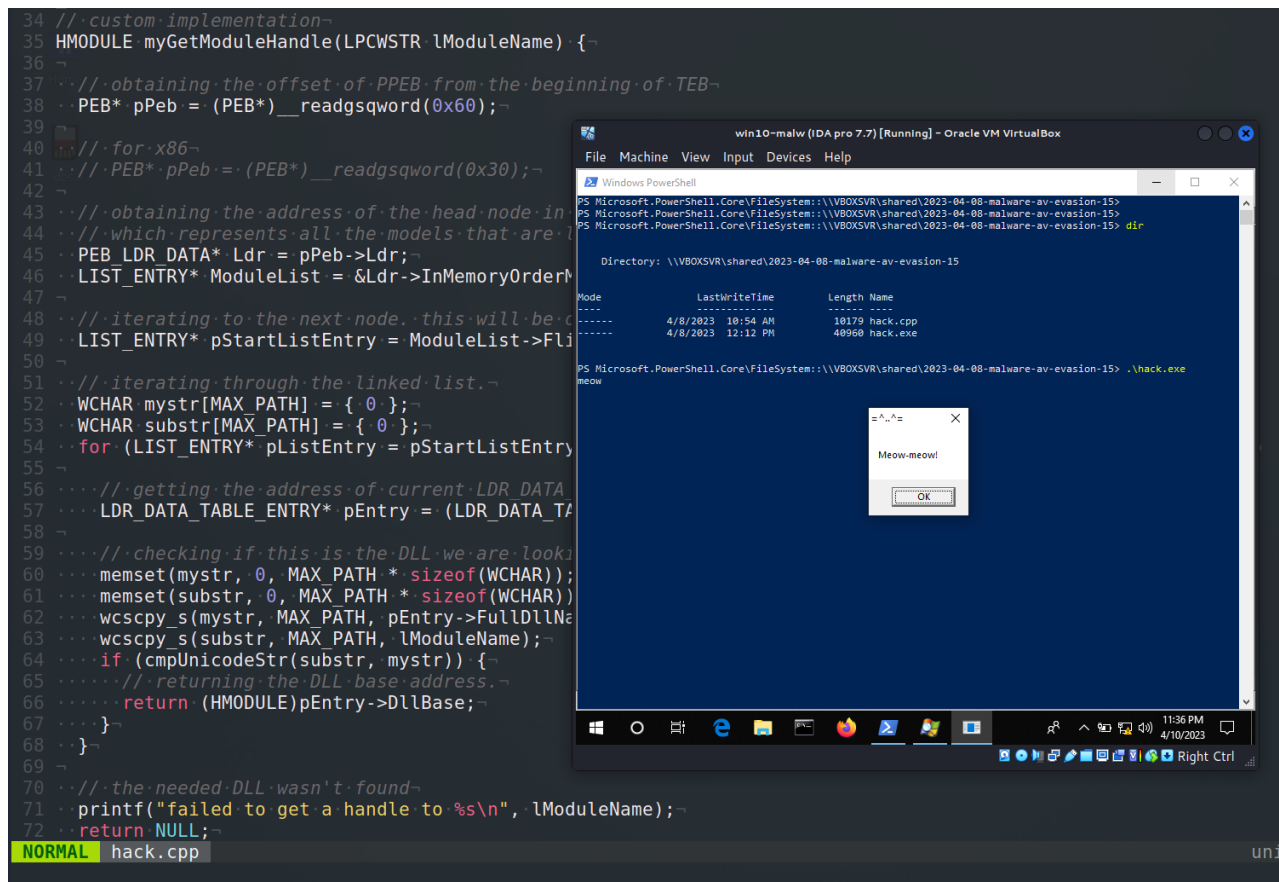 34 // custom implementation¬
35 HMODULE myGetModuleHandle(LPCWSTR lModuleName) {¬
36 ¬
37 ··// obtaining the offset of PPEB from the beginning of TEB¬
38 ··PEB* pPeb = (PEB*)__readgsqword(0x60);¬
39 ¬
40 ··// for x86¬
41 ··// PEB* pPeb = (PEB*)__readgsqword(0x30);¬
42 ¬
43 ··// obtaining the address of the head node in
44 ··// which represents all the models that are l
45 ··PEB_LDR_DATA* Ldr = pPeb->Ldr;¬
46 ··LIST_ENTRY* ModuleList = &Ldr->InMemoryOrderM
47 ¬
48 ··// iterating to the next node. this will be o
49 ··LIST_ENTRY* pStartListEntry = ModuleList->Fli
50 ¬
51 ··// iterating through the linked list.¬
52 ··WCHAR mystr[MAX_PATH] = { 0 };¬
53 ··WCHAR substr[MAX_PATH] = { 0 };¬
54 ··for (LIST_ENTRY* pListEntry = pStartListEntry
55 ¬
56 ····// getting the address of current LDR_DATA_
57 ····LDR_DATA_TABLE_ENTRY* pEntry = (LDR_DATA_TA
58 ¬
59 ····// checking if this is the DLL we are looki
60 ····memset(mystr, 0, MAX_PATH * sizeof(WCHAR));
61 ····memset(substr, 0, MAX_PATH * sizeof(WCHAR))
62 ····wcscpy_s(mystr, MAX_PATH, pEntry->FullDllNa
63 ····wcscpy_s(substr, MAX_PATH, lModuleName);¬
64 ····if (cmpUnicodeStr(substr, mystr)) {¬
65 ······// returning the DLL base address.¬
66 ······return (HMODULE)pEntry->DllBase;¬
67 ····}¬
68 ··}¬
69 ¬
70 ··// the needed DLL wasn't found¬
71 ··printf("failed to get a handle to %s\n", lModuleName);¬
72 ··return NULL;¬
NORMAL hack.cpp uni
win10-malw (IDA pro 7.7) [Running] - Oracle VM VirtualBox
File Machine View Input Devices Help
Windows PowerShell
PS Microsoft.PowerShell.Core\FileSystem::\\VBOXSVR\shared\2023-04-08-malware-av-evasion-15>
PS Microsoft.PowerShell.Core\FileSystem::\\VBOXSVR\shared\2023-04-08-malware-av-evasion-15>
PS Microsoft.PowerShell.Core\FileSystem::\\VBOXSVR\shared\2023-04-08-malware-av-evasion-15> dir
Directory: \\VBOXSVR\shared\2023-04-08-malware-av-evasion-15
Mode LastWriteTime Length Name
---- ------------- ------ ----
------ 4/8/2023 10:54 AM 10179 hack.cpp
------ 4/8/2023 12:12 PM 40960 hack.exe
PS Microsoft.PowerShell.Core\FileSystem::\\VBOXSVR\shared\2023-04-08-malware-av-evasion-15> .\hack.exe
meow
=^..^=
Meow-meow!
OK
11:36 PM
4/10/2023
Right Ctrl